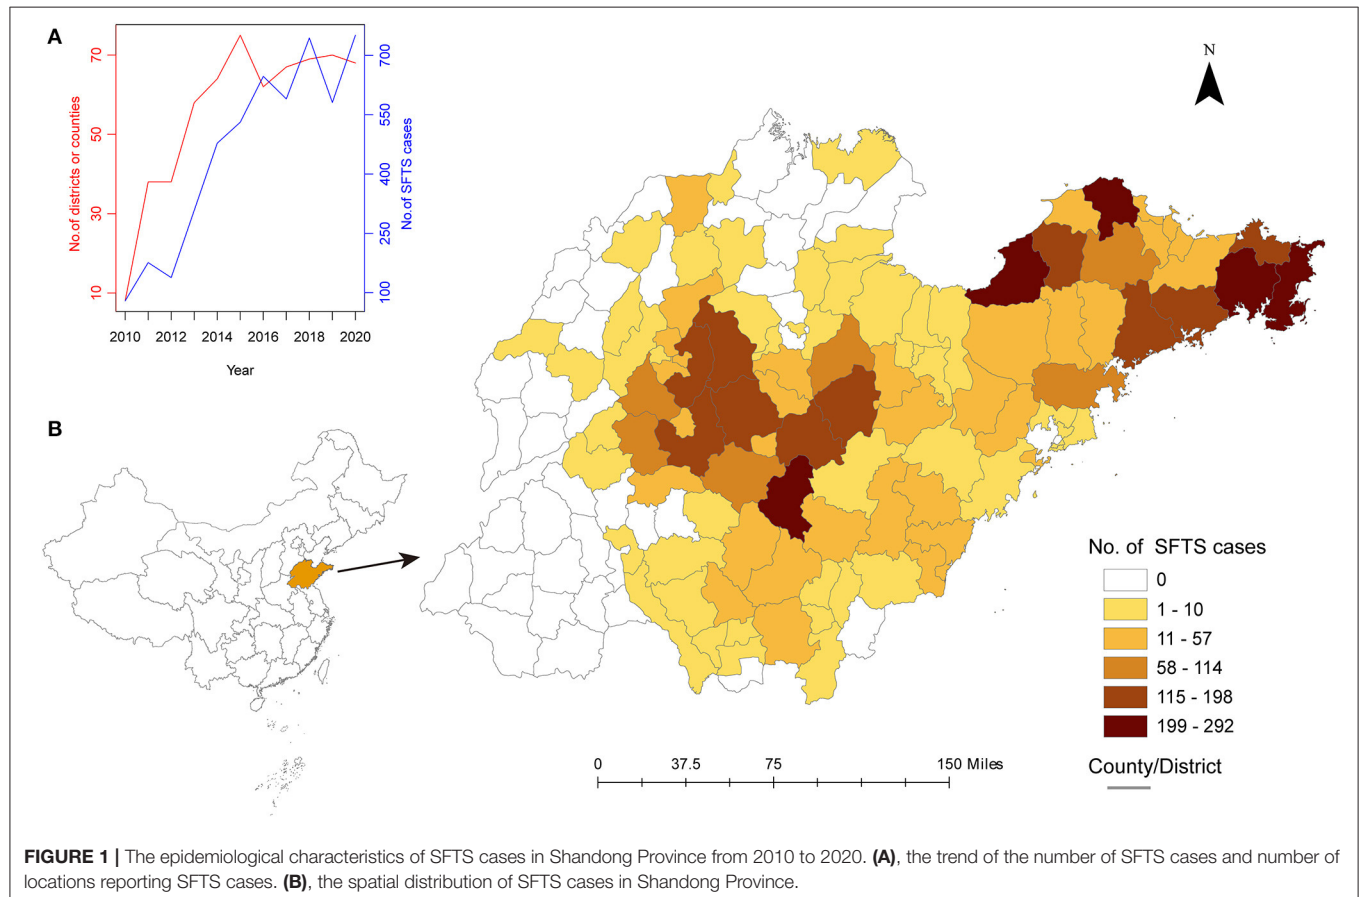 A
No.of districts or counties
70
50
30
10
700
550
400
250
100
No.of SFTS cases
2010 2012 2014 2016 2018 2020
Year
B
N
No. of SFTS cases
0
1 - 10
11 - 57
58 - 114
115 - 198
199 - 292
County/District
0 37.5 75 150 Miles
FIGURE 1 | The epidemiological characteristics of SFTS cases in Shandong Province from 2010 to 2020. (A), the trend of the number of SFTS cases and number of
locations reporting SFTS cases. (B), the spatial distribution of SFTS cases in Shandong Province.